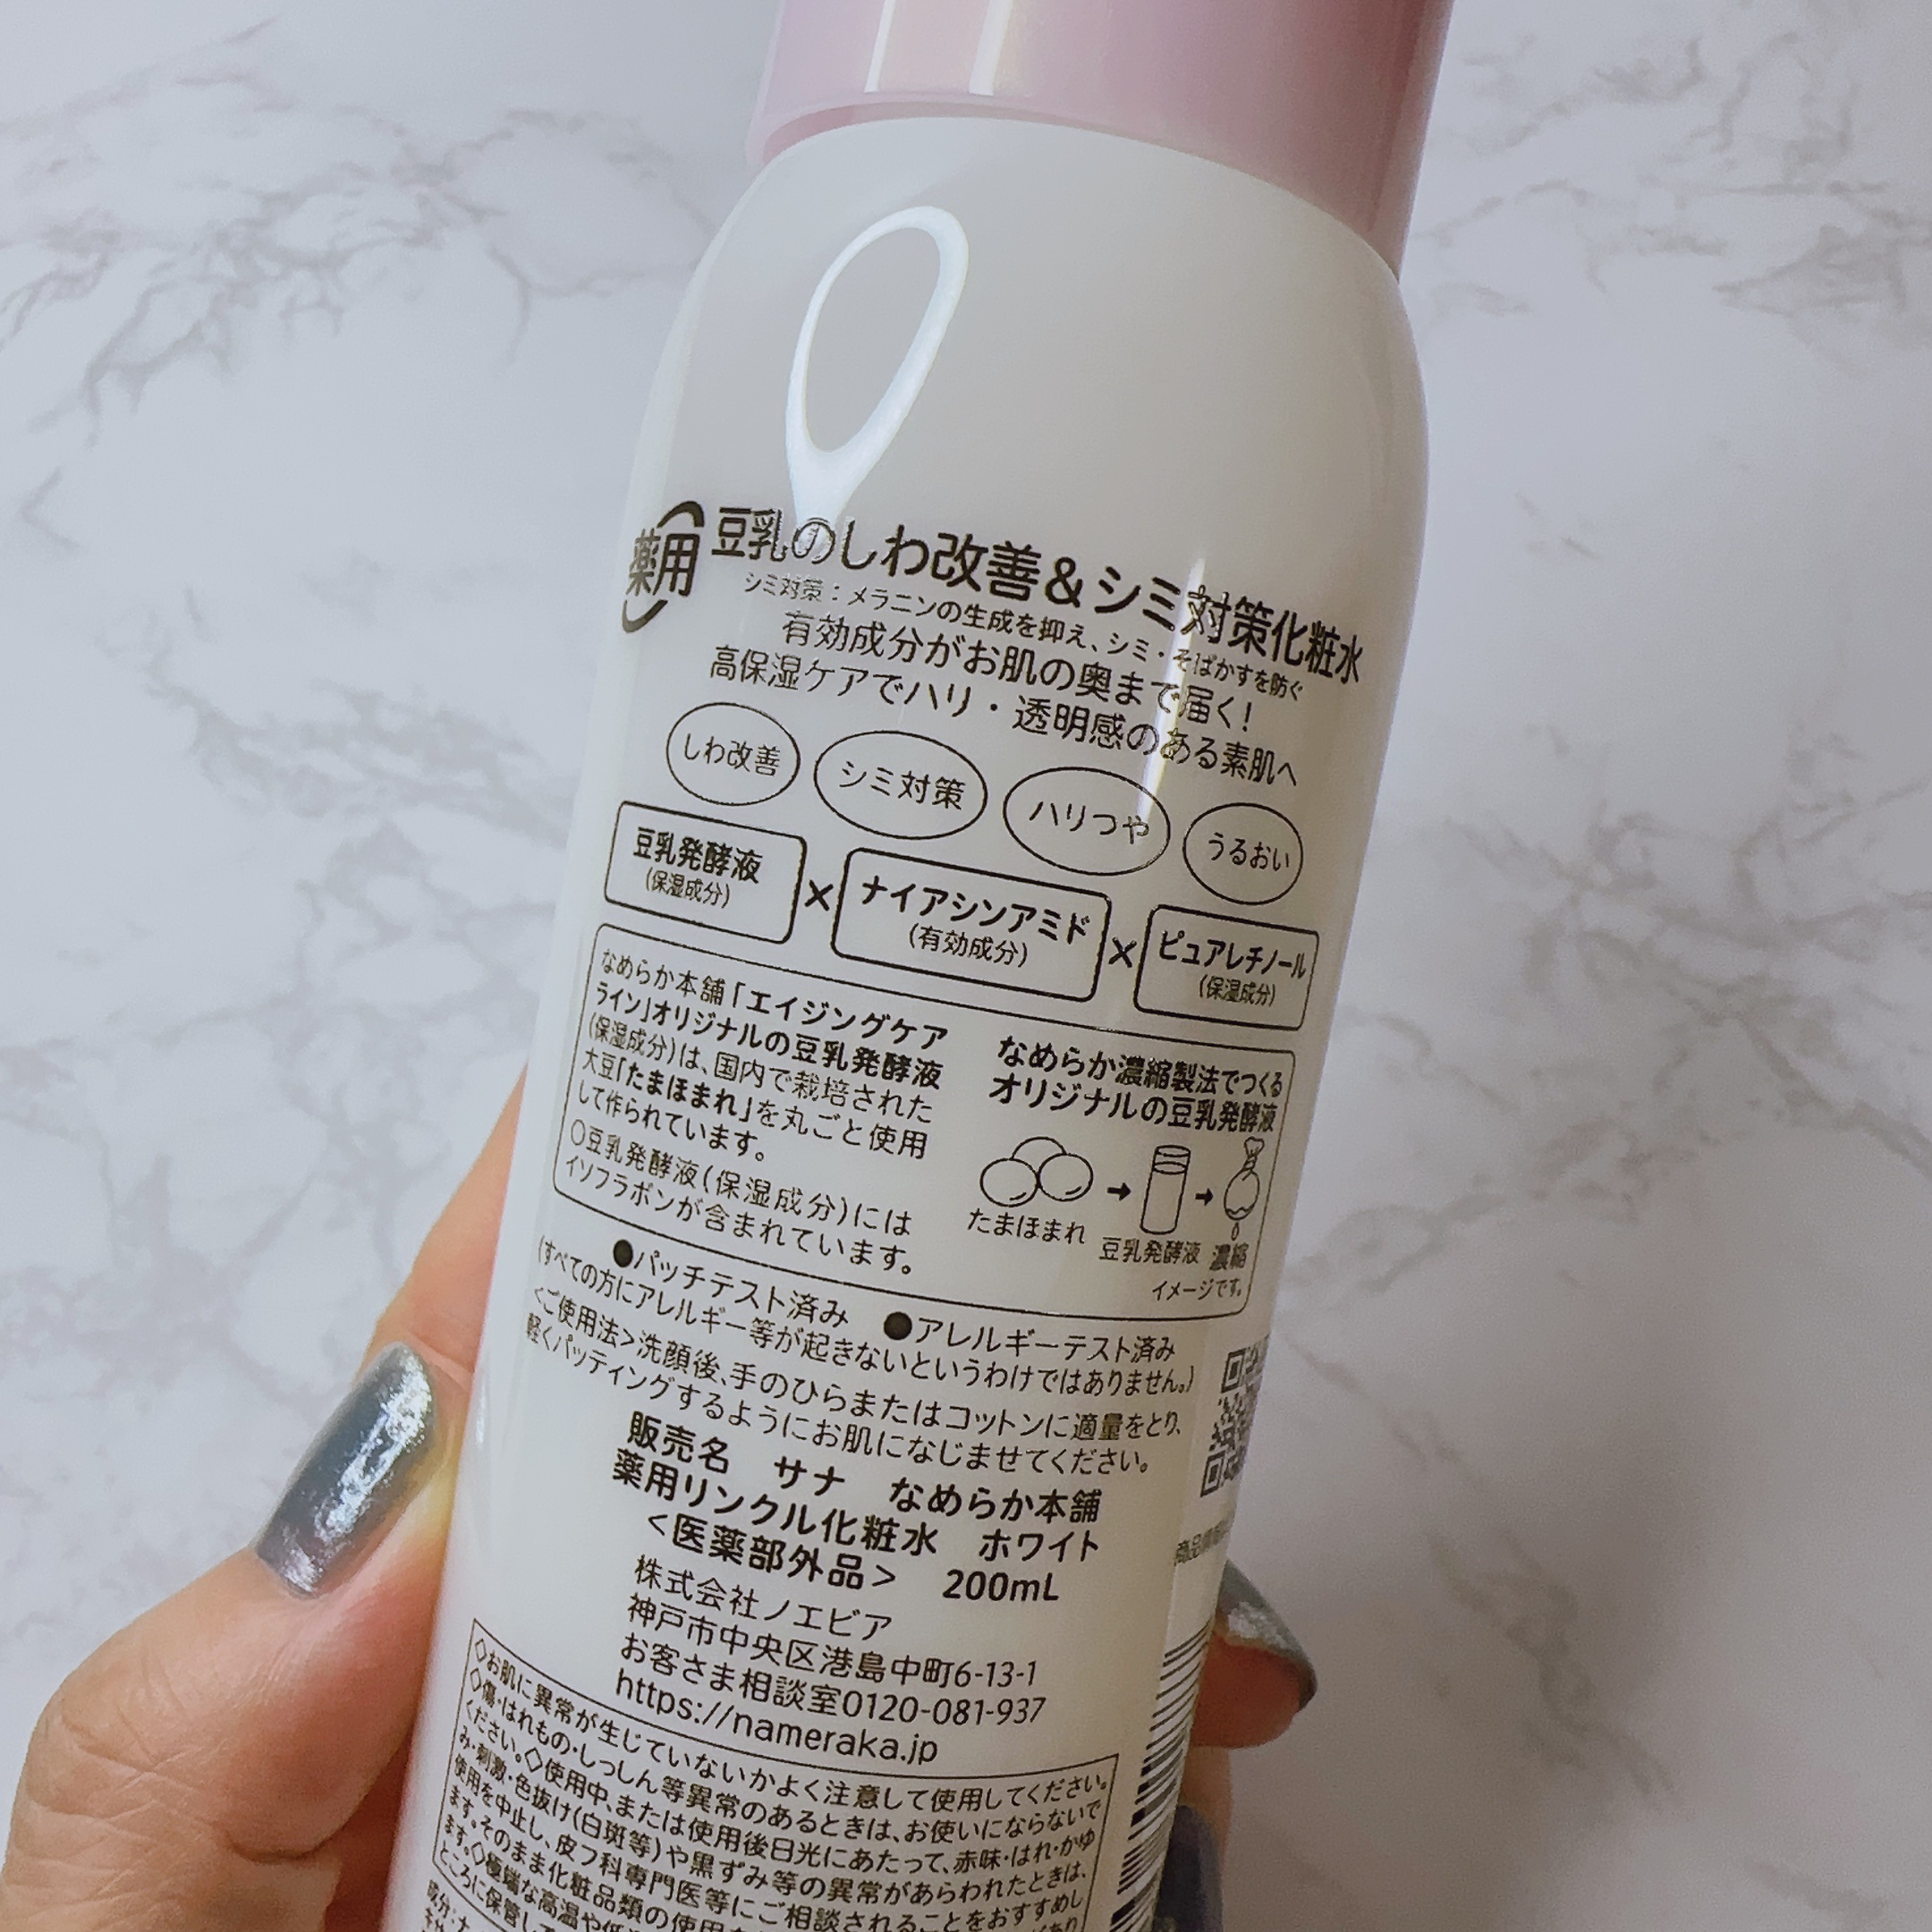 薬用
豆乳のしわ改善&シミ対策化粧水
シミ対策:メラニンの生成を抑え、シミ・そばかすを防ぐ
有効成分がお肌の奥まで届く!
高保湿ケアでハリ・透明感のある素肌へ
しわ改善
シミ対策
ハリつや
うるおい
豆乳発酵液
(保湿成分)
×
ナイアシンアミド
(有効成分)
×
ピュアレチノール
(保湿成分)
なめらか本舗「エイジングケア
ライン」オリジナルの豆乳発酵液
(保湿成分)は、国内で栽培された
大豆「たまほまれ」を丸ごと使用
して作られています。
○豆乳発酵液(保湿成分)には
イソフラボンが含まれています。
なめらか濃縮製法でつくる
オリジナルの豆乳発酵液
たまほまれ
豆乳発酵液
濃縮
イメージです。
●パッチテスト済み ●アレルギーテスト済み
(すべての方にアレルギー等が起きないというわけではありません。)
<ご使用法>洗顔後、手のひらまたはコットンに適量をとり、
軽くパッティングするようにお肌になじませてください。
販売名 サナ なめらか本舗
薬用リンクル化粧水 ホワイト
<医薬部外品> 200mL
株式会社ノエビア
神戸市中央区港島中町6-13-1
お客さま相談室0120-081-937
https://nameraka.jp
◇お肌に異常が生じていないかよく注意して使用してください。
◇傷・はれもの・しっしん等異常のあるときは、お使いにならないで
ください。◇使用中、または使用後日光にあたって、赤味・はれ・かゆ
み・刺激・色抜け(白斑等)や黒ずみ等の異常があらわれたときは、
使用を中止し、皮フ科専門医等にご相談されることをおすすめし
ます。そのまま化粧品類の使用を
ます。◇極端な高温や低
ところに保管して
成分:ナ